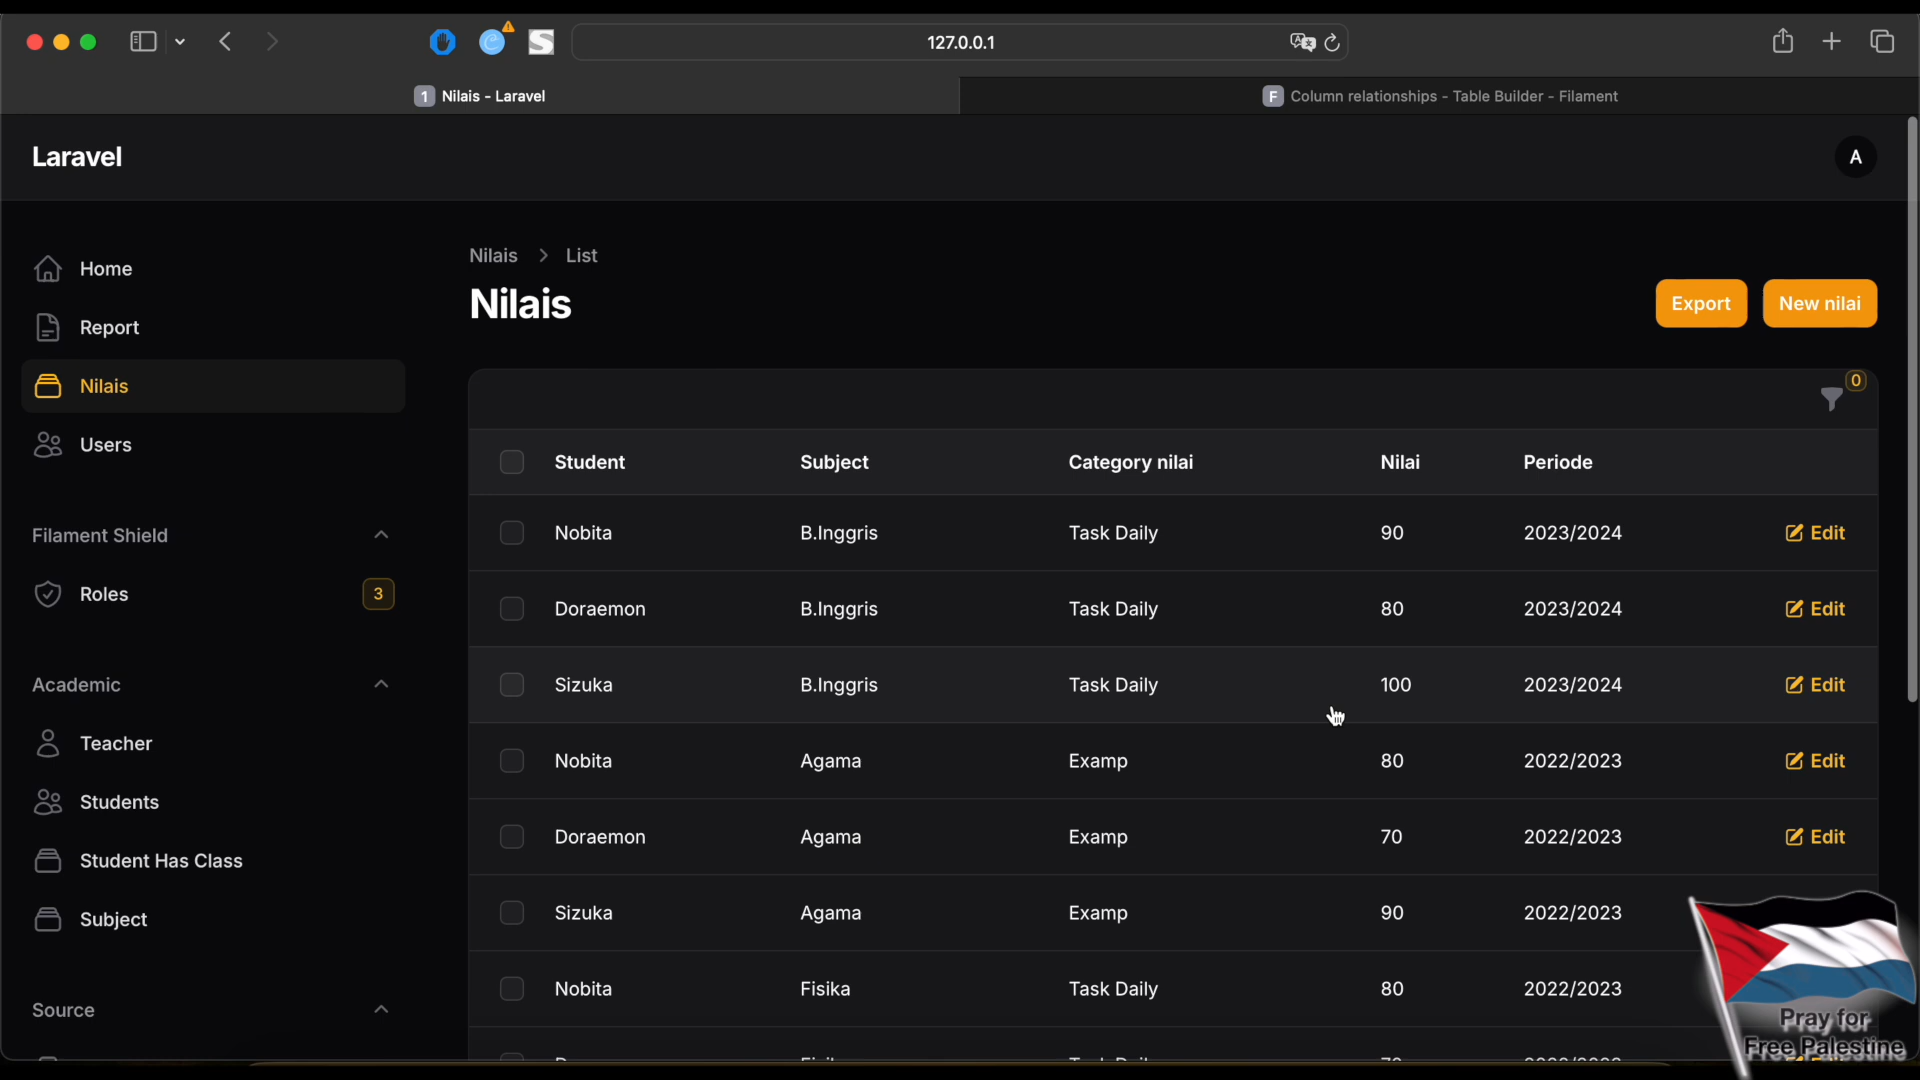 127.0.0.1
1 Nilais - Laravel
F Column relationships - Table Builder - Filament
Laravel
A
Home
Report
Nilais
Users
Filament Shield
Roles 3
Academic
Teacher
Students
Student Has Class
Subject
Source
Nilais > List
Nilais
Export New nilai
0
Student Subject Category nilai Nilai Periode
Nobita B.Inggris Task Daily 90 2023/2024 Edit
Doraemon B.Inggris Task Daily 80 2023/2024 Edit
Sizuka B.Inggris Task Daily 100 2023/2024 Edit
Nobita Agama Examp 80 2022/2023 Edit
Doraemon Agama Examp 70 2022/2023 Edit
Sizuka Agama Examp 90 2022/2023
Nobita Fisika Task Daily 80 2022/2023
Pray for
Free Palestine